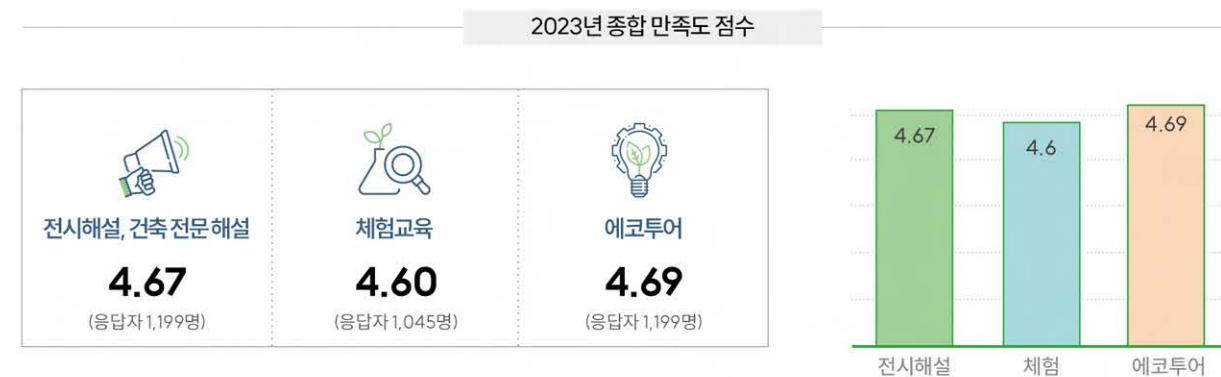 2023년 종합 만족도 점수
전시해설, 건축 전문 해설
4.67
(응답자 1,199명)
체험교육
4.60
(응답자 1,045명)
에코투어
4.69
(응답자 1,199명)
4.67
4.6
4.69
전시해설
체험
에코투어